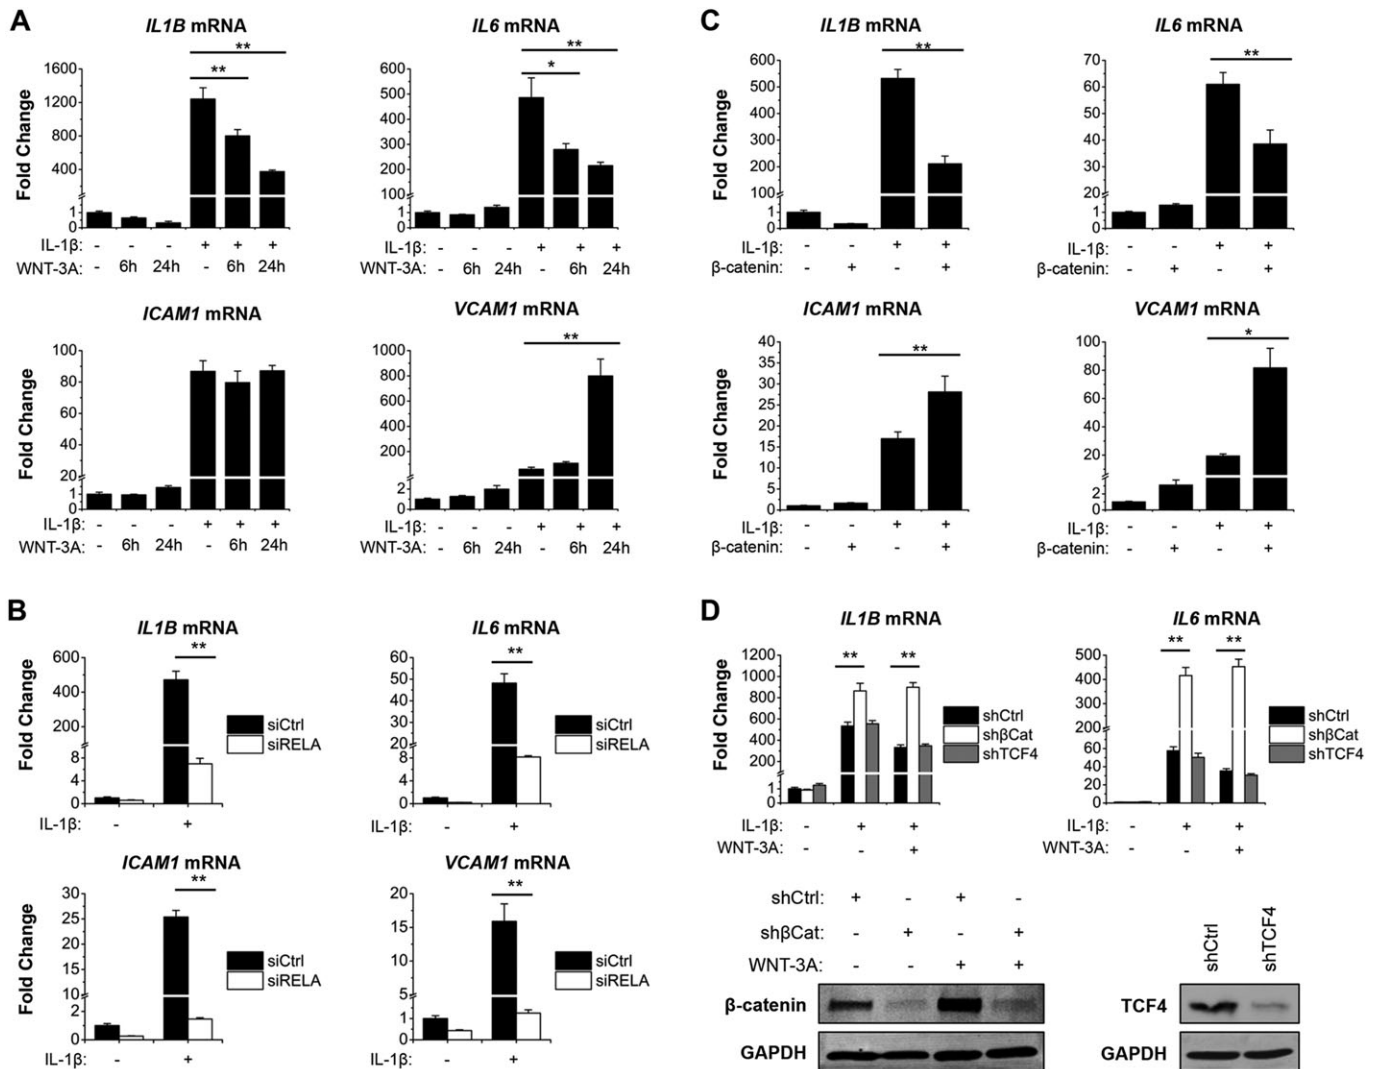 A
IL1B mRNA
**
**
Fold Change
1600
1200
800
400
1
0
IL-1β: - - - + + +
WNT-3A: - 6h 24h - 6h 24h
IL6 mRNA
**
*
600
500
400
300
200
100
1
0
IL-1β: - - - + + +
WNT-3A: - 6h 24h - 6h 24h
ICAM1 mRNA
Fold Change
100
80
60
40
20
1
0
IL-1β: - - - + + +
WNT-3A: - 6h 24h - 6h 24h
VCAM1 mRNA
**
1000
800
600
400
200
2
0
IL-1β: - - - + + +
WNT-3A: - 6h 24h - 6h 24h
C
IL1B mRNA
**
Fold Change
600
500
400
300
200
100
1
0
IL-1β: - - + +
β-catenin: - + - +
IL6 mRNA
**
70
60
50
40
30
20
1
0
IL-1β: - - + +
β-catenin: - + - +
ICAM1 mRNA
**
Fold Change
40
35
30
25
20
15
10
5
0
IL-1β: - - + +
β-catenin: - + - +
VCAM1 mRNA
*
100
80
60
40
20
2
0
IL-1β: - - + +
β-catenin: - + - +
B
IL1B mRNA
**
Fold Change
600
400
200
8
4
0
siCtrl
siRELA
IL-1β: - +
IL6 mRNA
**
60
50
40
30
20
8
4
0
siCtrl
siRELA
IL-1β: - +
ICAM1 mRNA
**
Fold Change
30
25
20
15
10
2
0
siCtrl
siRELA
IL-1β: - +
VCAM1 mRNA
**
20
15
10
5
1
0
siCtrl
siRELA
IL-1β: - +
D
IL1B mRNA
** **
Fold Change
1200
1000
800
600
400
200
1
0
shCtrl
shβCat
shTCF4
IL-1β: - + +
WNT-3A: - - +
IL6 mRNA
** **
500
400
300
200
60
40
20
0
shCtrl
shβCat
shTCF4
IL-1β: - + +
WNT-3A: - - +
shCtrl: + - + -
shβCat: - + - +
WNT-3A: - - + +
β-catenin
GAPDH
shCtrl
shTCF4
TCF4
GAPDH